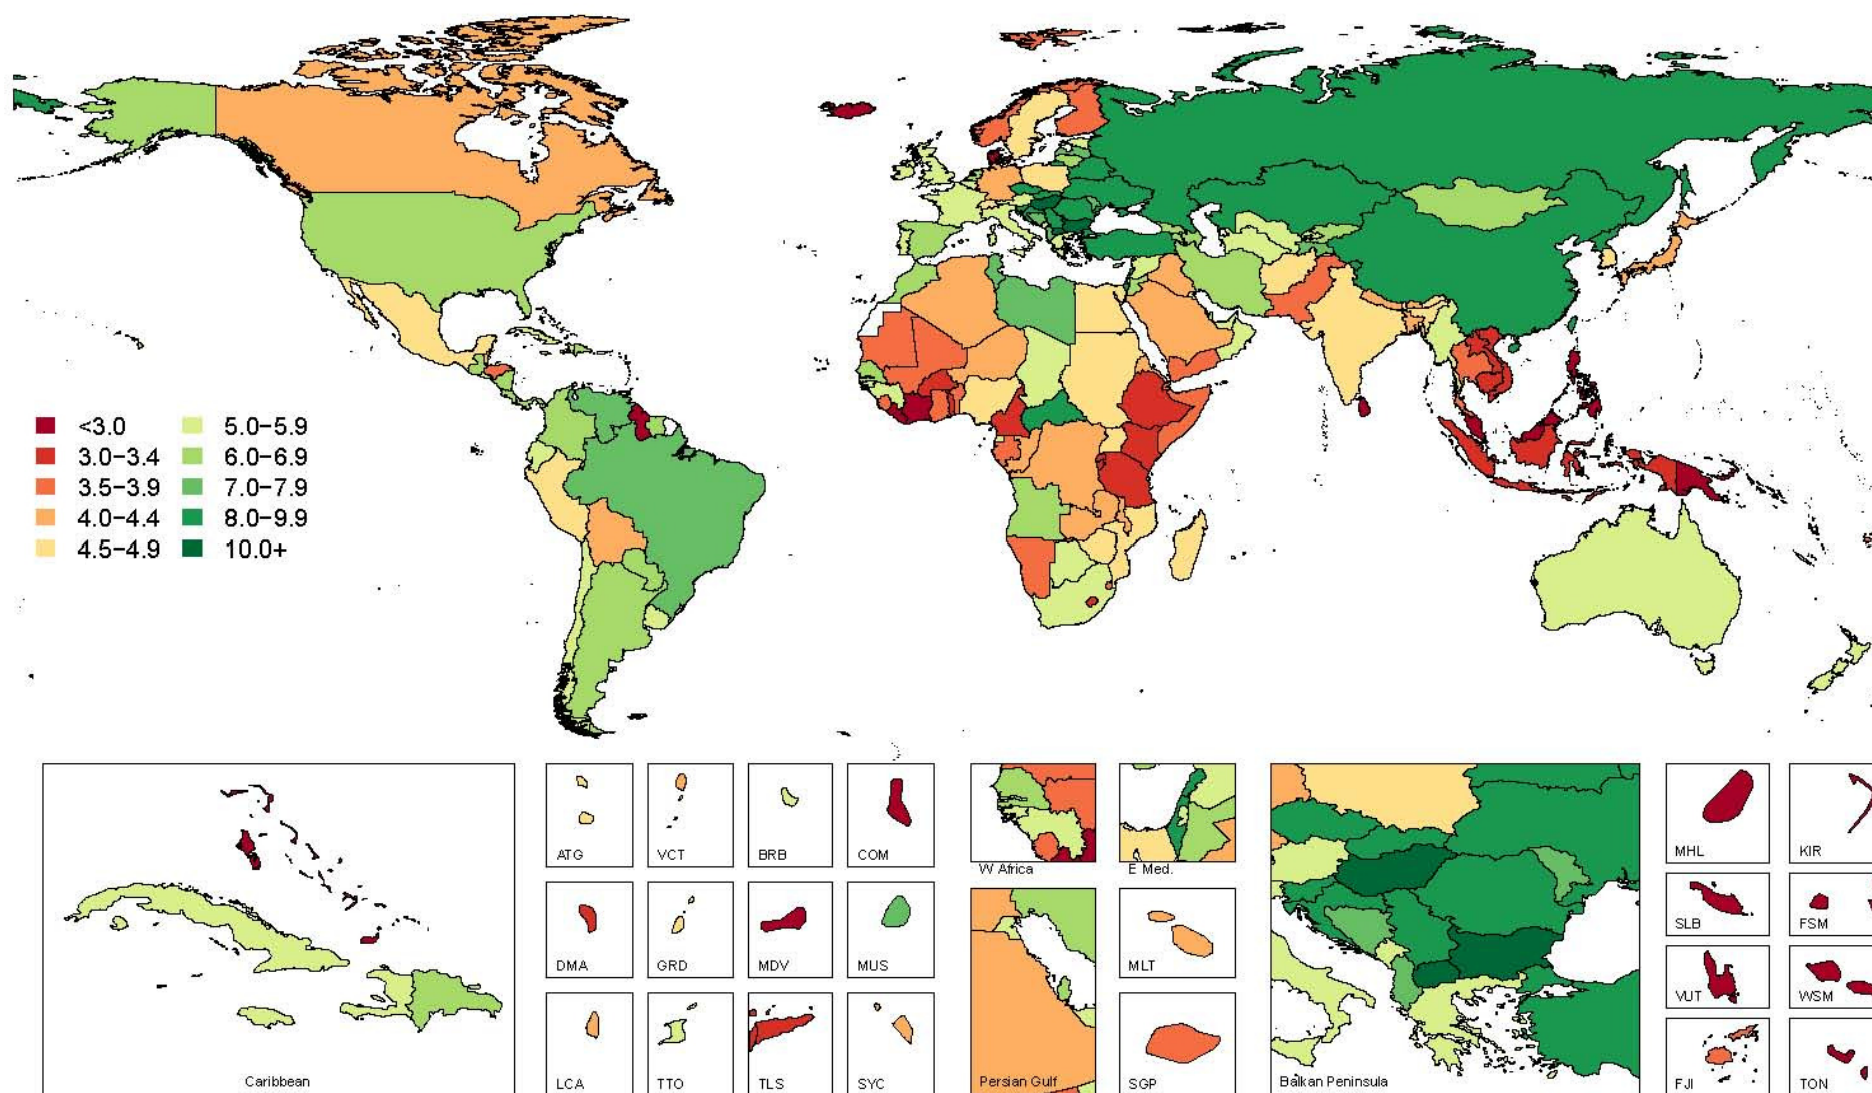 <3.0
3.0−3.4
3.5−3.9
4.0−4.4
4.5−4.9
5.0−5.9
6.0−6.9
7.0−7.9
8.0−9.9
10.0+
Caribbean
ATG
VCT
BRB
COM
DMA
GRD
MDV
MUS
LCA
TTO
TLS
SYC
W Africa
E Med.
Persian Gulf
MLT
SGP
Balkan Peninsula
MHL
KIR
SLB
FSM
VUT
WSM
FJI
TON